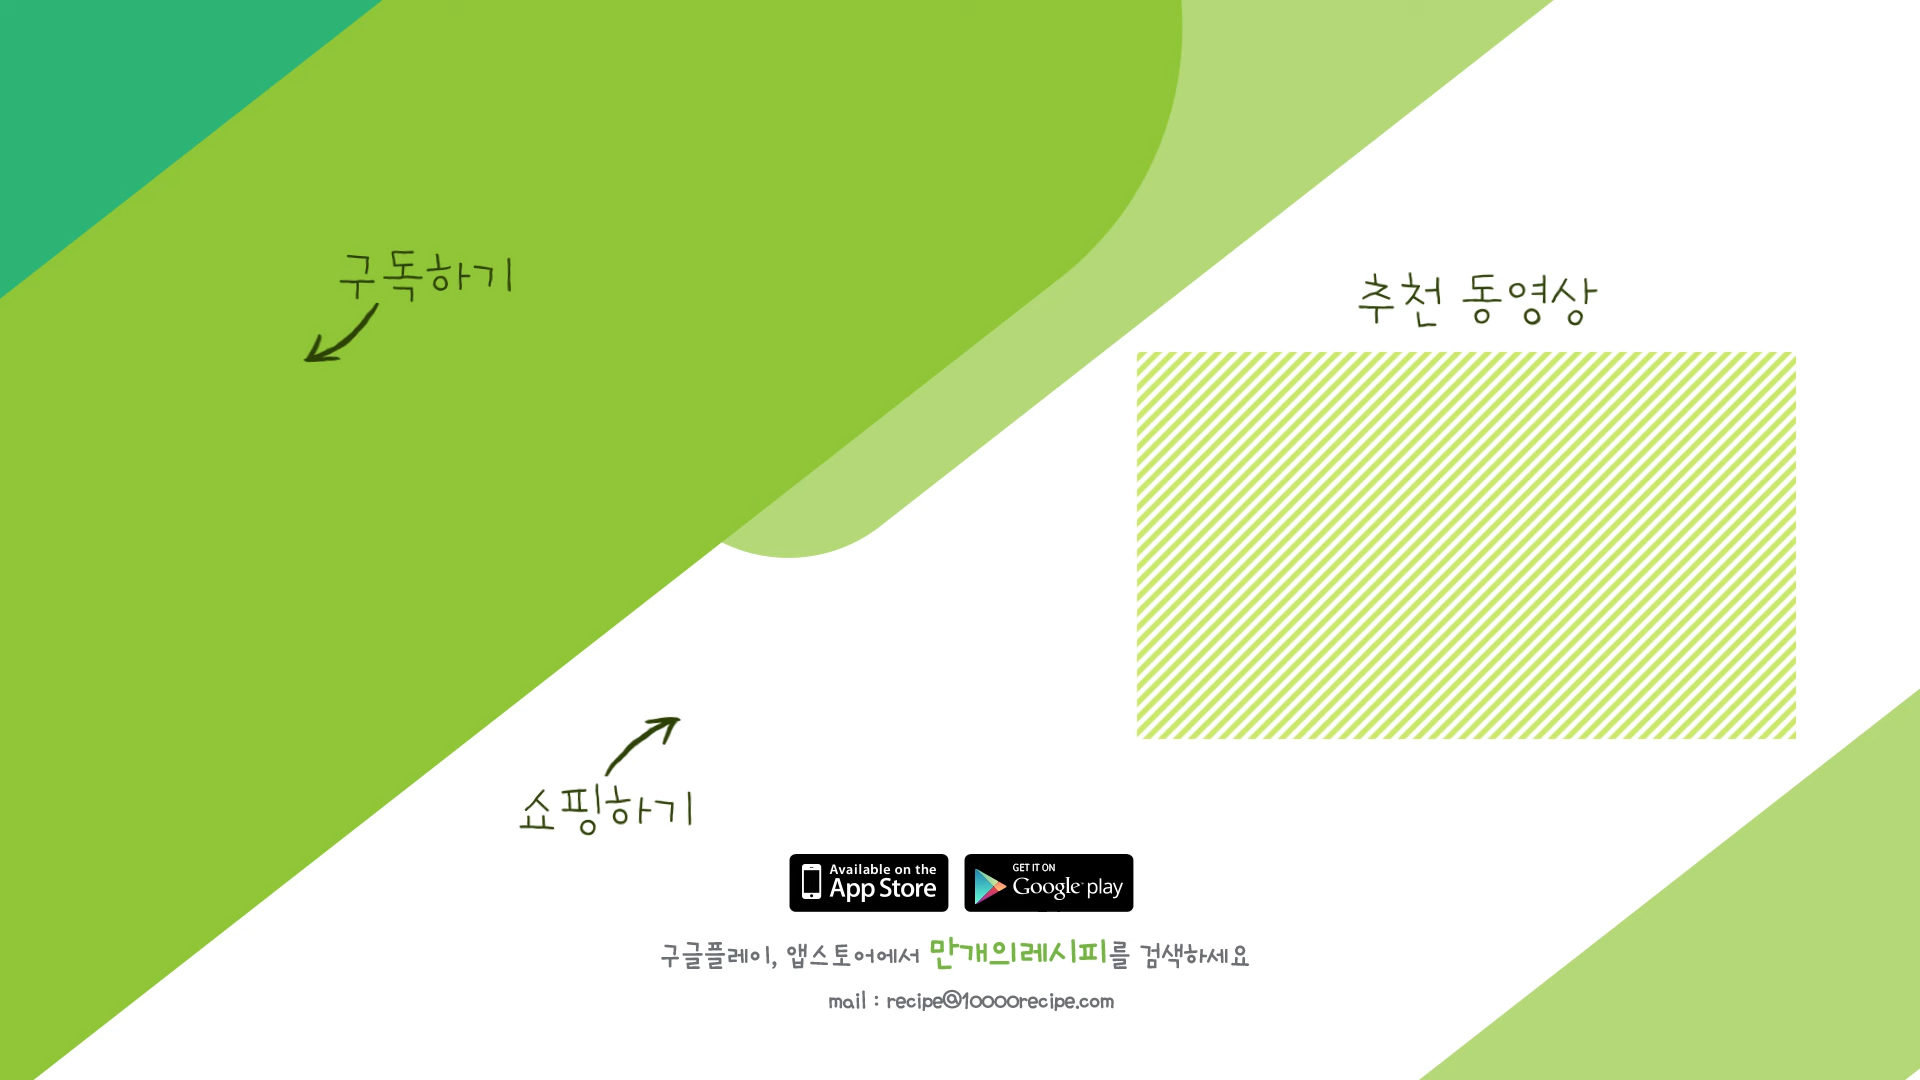 구독하기
추천 동영상
쇼핑하기
Available on the
App Store
GET IT ON
Google play
구글플레이, 앱스토어에서 만개의레시피를 검색하세요
mail : recipe@10000recipe.com